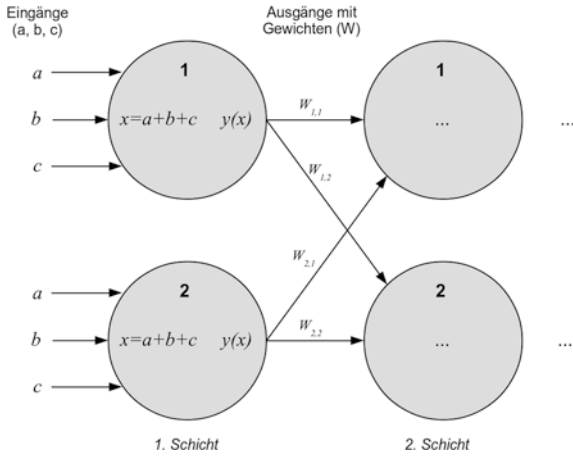 Eingänge
(a, b, c)
Ausgänge mit
Gewichten (W)
a
b
c
1
x=a+b+c y(x)
W1,1
W1,2
1
...
...
a
b
c
2
x=a+b+c y(x)
W2,1
W2,2
2
...
...
1. Schicht
2. Schicht